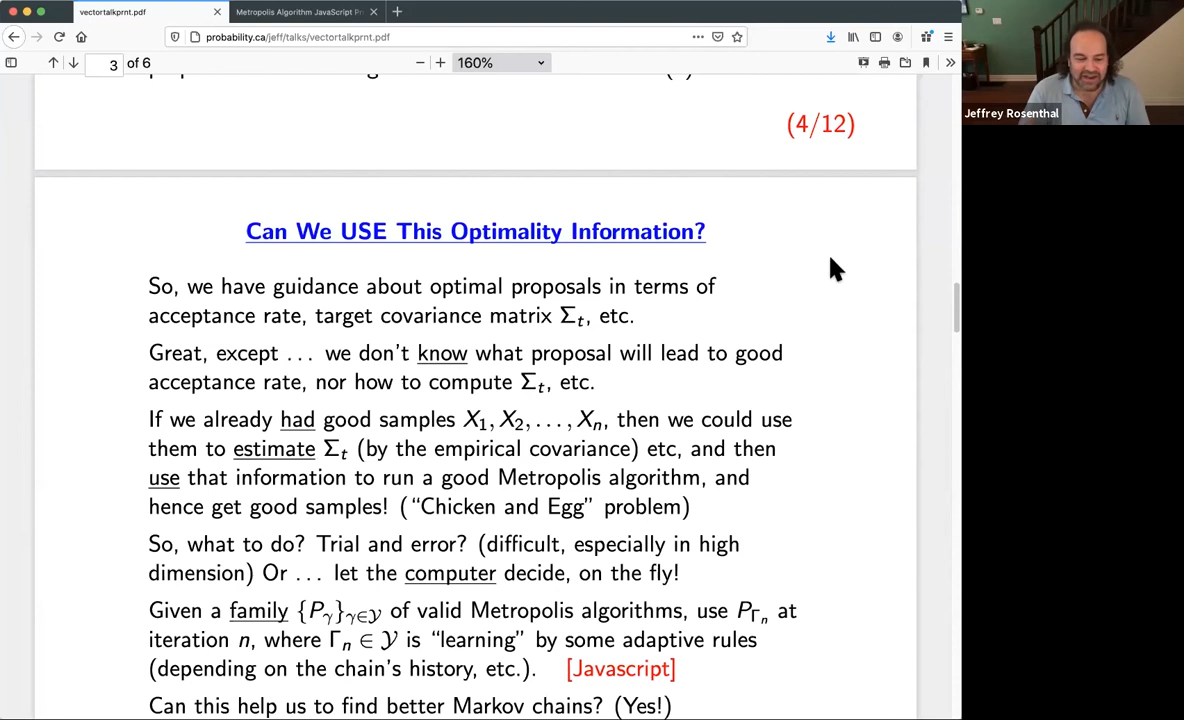 vectortalkprnt.pdf
Metropolis Algorithm JavaScript Pr
probability.ca/jeff/talks/vectortalkprnt.pdf
3 of 6
160%
Jeffrey Rosenthal
(4/12)
Can We USE This Optimality Information?
So, we have guidance about optimal proposals in terms of
acceptance rate, target covariance matrix Σₜ, etc.
Great, except . . . we don't know what proposal will lead to good
acceptance rate, nor how to compute Σₜ, etc.
If we already had good samples X₁, X₂, . . . , Xₙ, then we could use
them to estimate Σₜ (by the empirical covariance) etc, and then
use that information to run a good Metropolis algorithm, and
hence get good samples! ("Chicken and Egg" problem)
So, what to do? Trial and error? (difficult, especially in high
dimension) Or . . . let the computer decide, on the fly!
Given a family {P_γ}_{γ∈𝒴} of valid Metropolis algorithms, use P_{Γₙ} at
iteration n, where Γₙ ∈ 𝒴 is "learning" by some adaptive rules
(depending on the chain's history, etc.). [Javascript]
Can this help us to find better Markov chains? (Yes!)